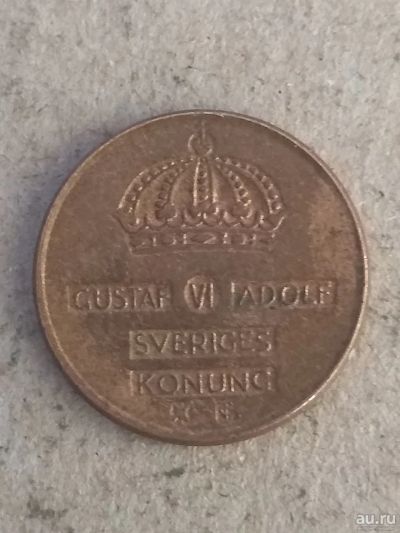 GUSTAF VI ADOLF
SVERIGES
KONUNG
au.ru